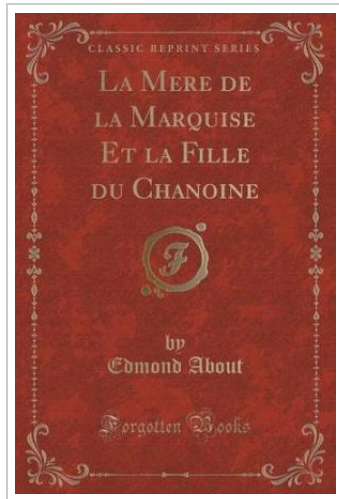 CLASSIC REPRINT SERIES
LA MERE DE
LA MARQUISE
ET LA FILLE
DU CHANOINE
F
by
Edmond About
Forgotten Books